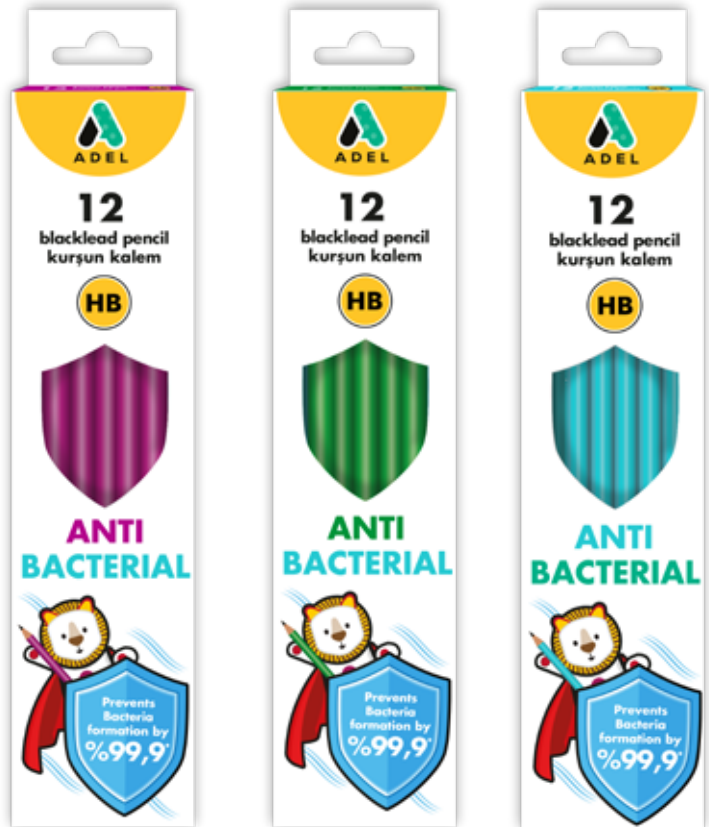 ADEL
12
blacklead pencil
kurşun kalem
HB
ANTI
BACTERIAL
Prevents
Bacteria
formation by
%99,9*
ADEL
12
blacklead pencil
kurşun kalem
HB
ANTI
BACTERIAL
Prevents
Bacteria
formation by
%99,9*
ADEL
12
blacklead pencil
kurşun kalem
HB
ANTI
BACTERIAL
Prevents
Bacteria
formation by
%99,9*